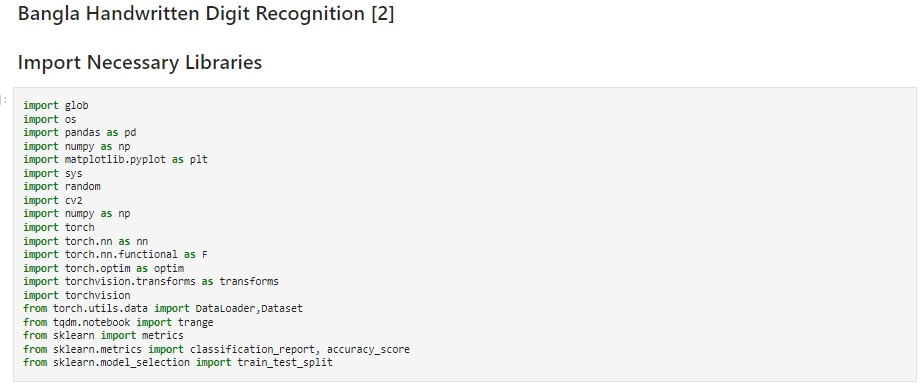 Bangla Handwritten Digit Recognition [2]
Import Necessary Libraries
]:
import glob
import os
import pandas as pd
import numpy as np
import matplotlib.pyplot as plt
import sys
import random
import cv2
import numpy as np
import torch
import torch.nn as nn
import torch.nn.functional as F
import torch.optim as optim
import torchvision.transforms as transforms
import torchvision
from torch.utils.data import DataLoader,Dataset
from tqdm.notebook import trange
from sklearn import metrics
from sklearn.metrics import classification_report, accuracy_score
from sklearn.model_selection import train_test_split